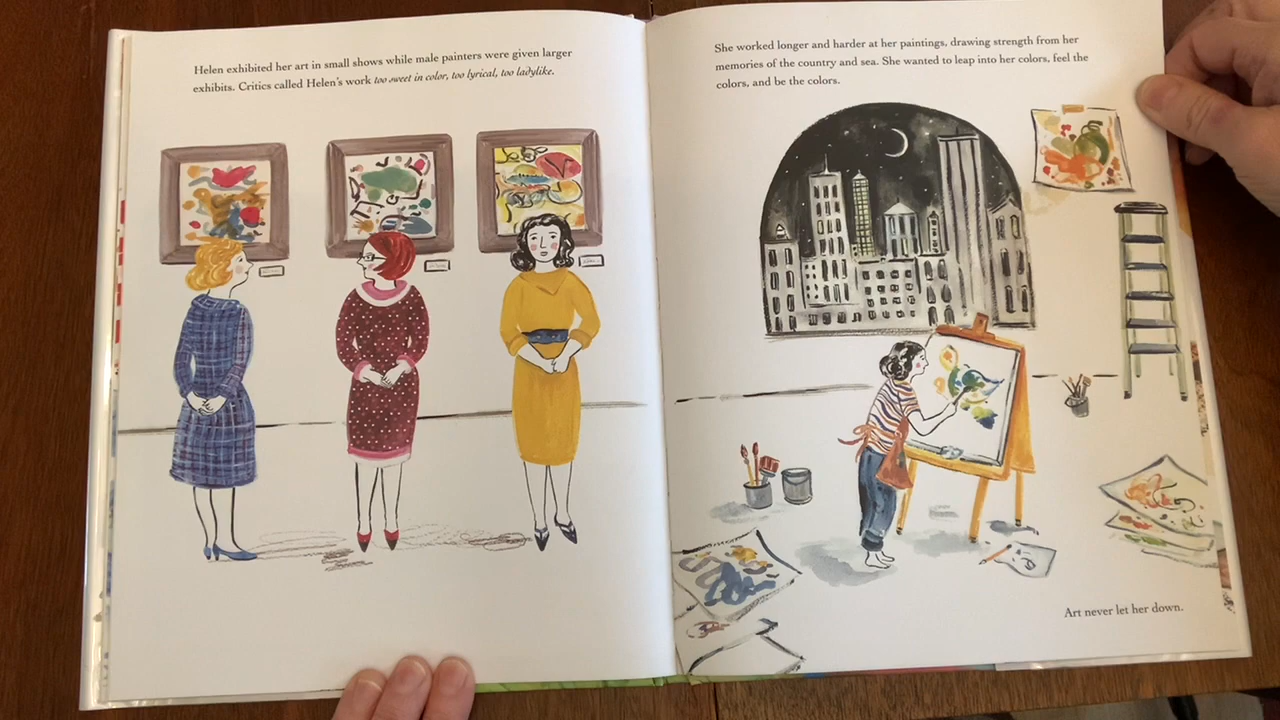 Helen exhibited her art in small shows while male painters were given larger
exhibits. Critics called Helen's work too sweet in color, too lyrical, too ladylike.
She worked longer and harder at her paintings, drawing strength from her
memories of the country and sea. She wanted to leap into her colors, feel the
colors, and be the colors.
Art never let her down.